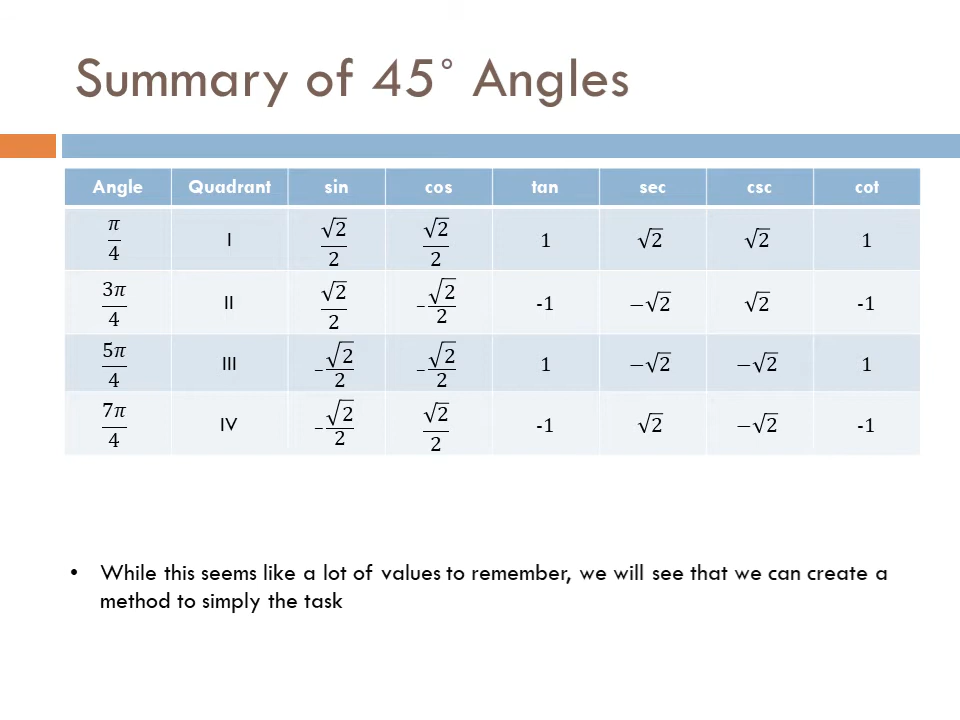 Summary of 45° Angles
Angle Quadrant sin cos tan sec csc cot
π/4 I √2/2 √2/2 1 √2 √2 1
3π/4 II √2/2 -√2/2 -1 −√2 √2 -1
5π/4 III -√2/2 -√2/2 1 −√2 −√2 1
7π/4 IV -√2/2 √2/2 -1 √2 −√2 -1
• While this seems like a lot of values to remember, we will see that we can create a
method to simply the task